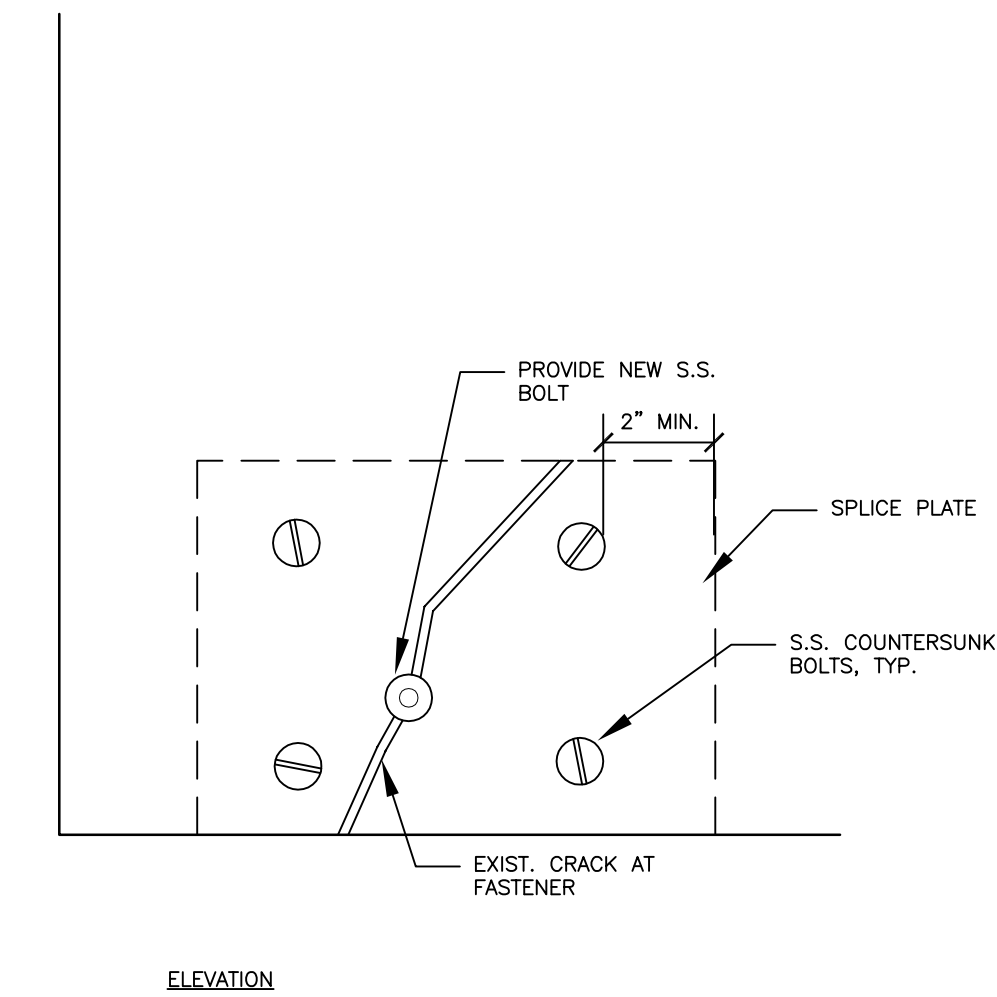 PROVIDE NEW S.S.
BOLT
2" MIN.
SPLICE PLATE
S.S. COUNTERSUNK
BOLTS, TYP.
EXIST. CRACK AT
FASTENER
ELEVATION